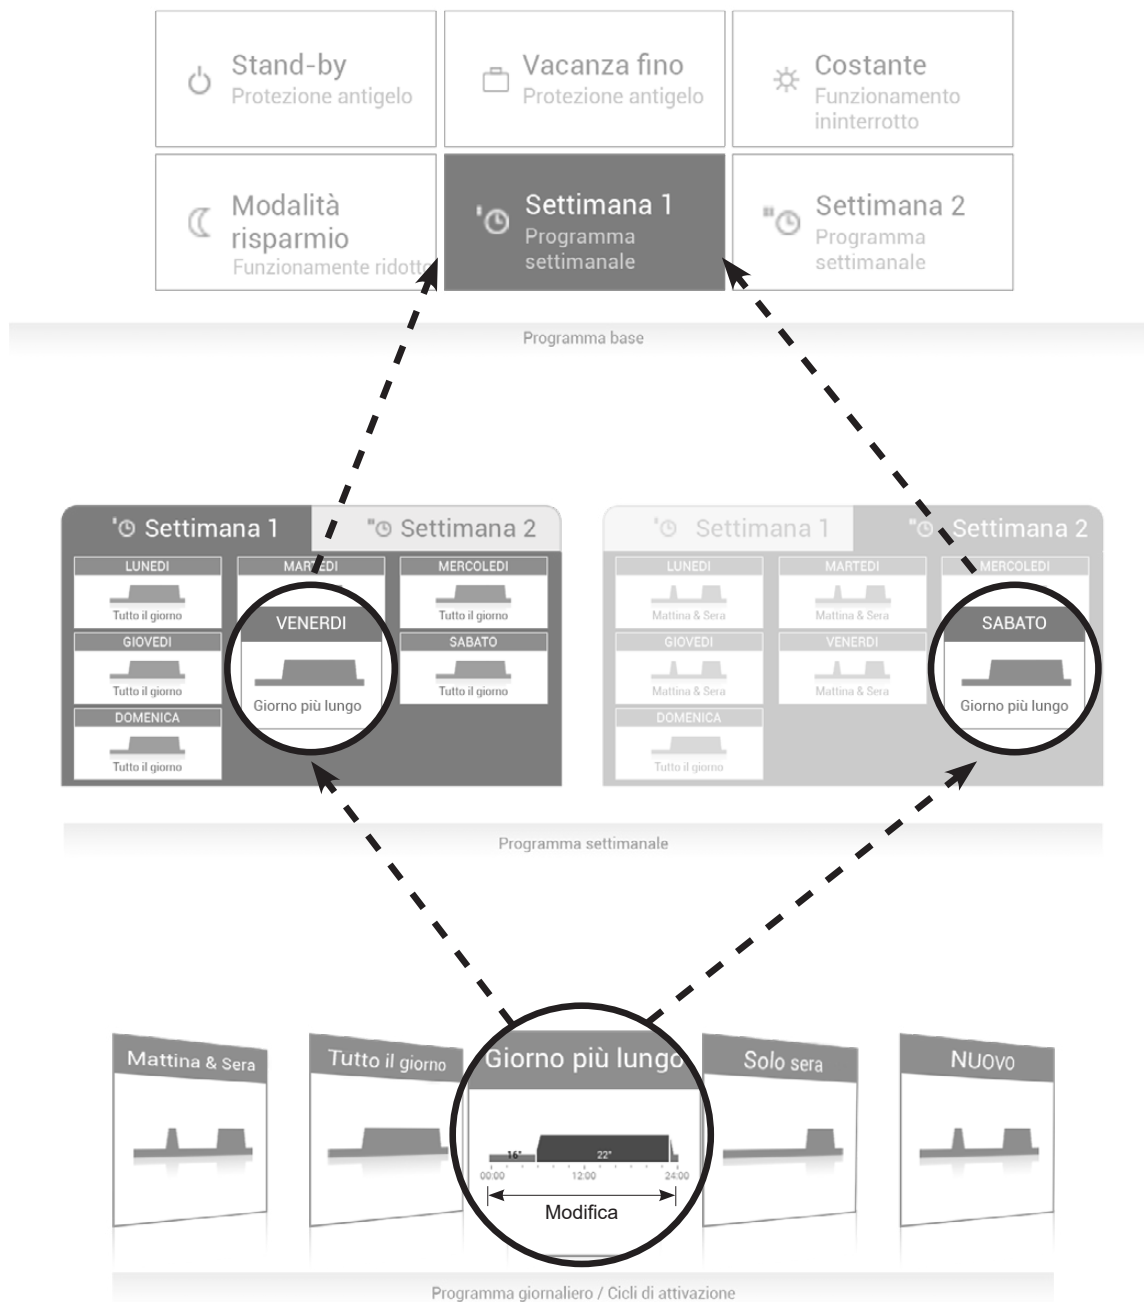 Stand-by
Protezione antigelo
Vacanza fino
Protezione antigelo
Costante
Funzionamento
ininterrotto
Modalità
risparmio
Funzionamente ridotto
Settimana 1
Programma
settimanale
Settimana 2
Programma
settimanale
Programma base
Settimana 1
Settimana 2
LUNEDI
Tutto il giorno
MARTEDI
MERCOLEDI
Tutto il giorno
GIOVEDI
Tutto il giorno
VENERDI
Giorno più lungo
SABATO
Tutto il giorno
DOMENICA
Tutto il giorno
Settimana 1
Settimana 2
LUNEDI
Mattina & Sera
MARTEDI
Mattina & Sera
MERCOLEDI
GIOVEDI
Mattina & Sera
VENERDI
Mattina & Sera
SABATO
Giorno più lungo
DOMENICA
Tutto il giorno
Programma settimanale
Mattina & Sera
Tutto il giorno
Giorno più lungo
16°
22°
00:00 12:00 24:00
Modifica
Solo sera
NUOVO
Programma giornaliero / Cicli di attivazione